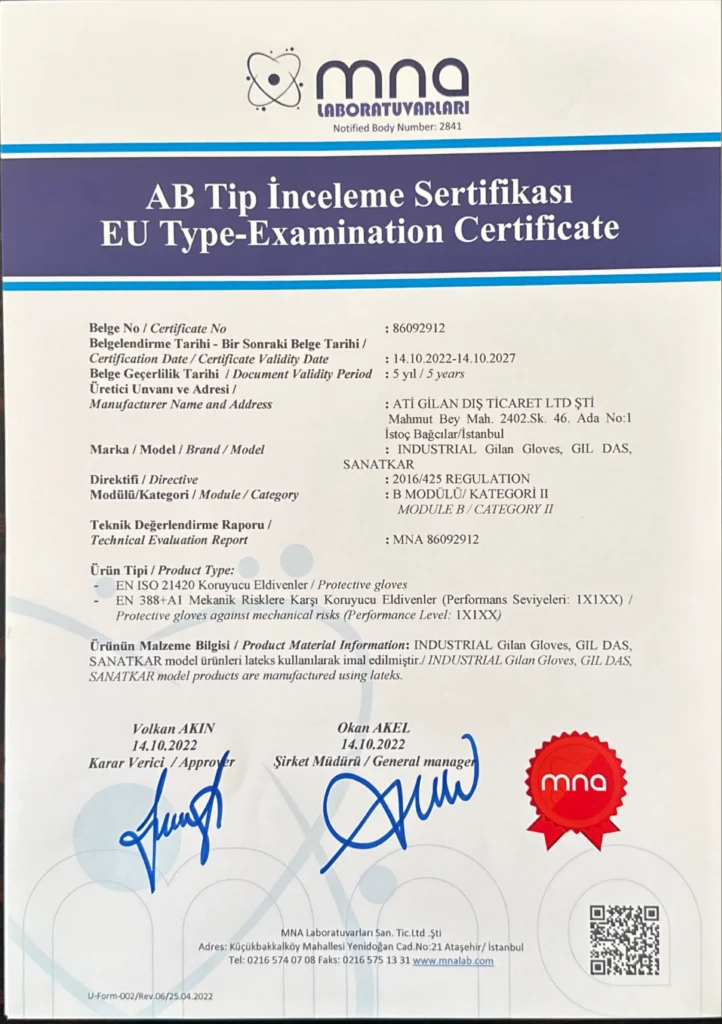 mna
LABORATUVARLARI
Notified Body Number: 2841
AB Tip İnceleme Sertifikası
EU Type-Examination Certificate
Belge No / Certificate No : 86092912
Belgelendirme Tarihi - Bir Sonraki Belge Tarihi /
Certification Date / Certificate Validity Date : 14.10.2022-14.10.2027
Belge Geçerlilik Tarihi / Document Validity Period : 5 yıl / 5 years
Üretici Unvanı ve Adresi /
Manufacturer Name and Address : ATİ GİLAN DIŞ TİCARET LTD ŞTİ
Mahmut Bey Mah. 2402.Sk. 46. Ada No:1
İstoç Bağcılar/İstanbul
Marka / Model / Brand / Model : INDUSTRIAL Gilan Gloves, GIL DAS,
SANATKAR
Direktifi / Directive : 2016/425 REGULATION
Modülü/Kategori / Module / Category : B MODÜLÜ/ KATEGORİ II
MODULE B / CATEGORY II
Teknik Değerlendirme Raporu /
Technical Evaluation Report : MNA 86092912
Ürün Tipi / Product Type:
- EN ISO 21420 Koruyucu Eldivenler / Protective gloves
- EN 388+A1 Mekanik Risklere Karşı Koruyucu Eldivenler (Performans Seviyeleri: 1X1XX) /
Protective gloves against mechanical risks (Performance Level: 1X1XX)
Ürünün Malzeme Bilgisi / Product Material Information: INDUSTRIAL Gilan Gloves, GIL DAS,
SANATKAR model ürünleri lateks kullanılarak imal edilmiştir./ INDUSTRIAL Gilan Gloves, GIL DAS,
SANATKAR model products are manufactured using lateks.
Volkan AKIN Okan AKEL
14.10.2022 14.10.2022
Karar Verici / Approver Şirket Müdürü / General manager
mna
MNA Laboratuvarları San. Tic.Ltd .Şti
Adres: Küçükbakkalköy Mahallesi Yenidoğan Cad.No:21 Ataşehir/ İstanbul
Tel: 0216 574 07 08 Faks: 0216 575 13 31 www.mnalab.com
U-Form-002/Rev.06/25.04.2022